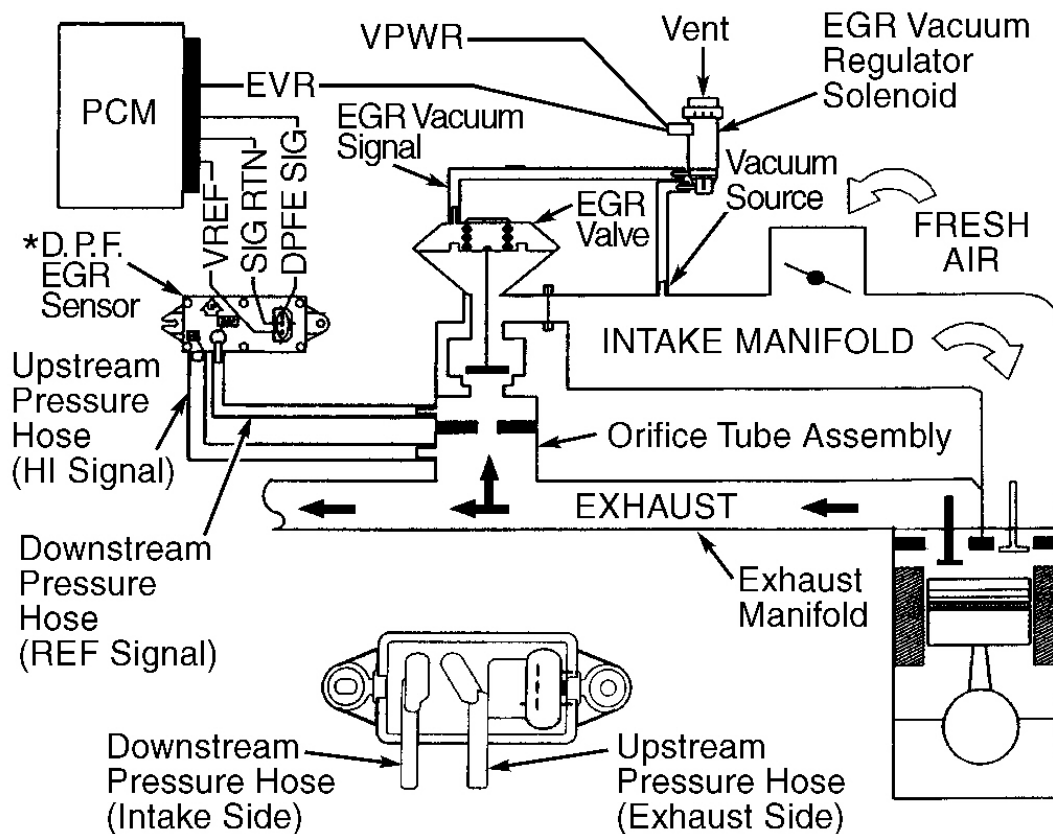 PCM
EVR
VPWR
Vent
EGR Vacuum
Regulator
Solenoid
EGR Vacuum
Signal
VREF
SIG RTN
DPFE SIG
EGR
Valve
Vacuum
Source
FRESH
AIR
*D.P.F.
EGR
Sensor
INTAKE MANIFOLD
Upstream
Pressure
Hose
(HI Signal)
Orifice Tube Assembly
EXHAUST
Downstream
Pressure
Hose
(REF Signal)
Exhaust
Manifold
Downstream
Pressure Hose
(Intake Side)
Upstream
Pressure Hose
(Exhaust Side)